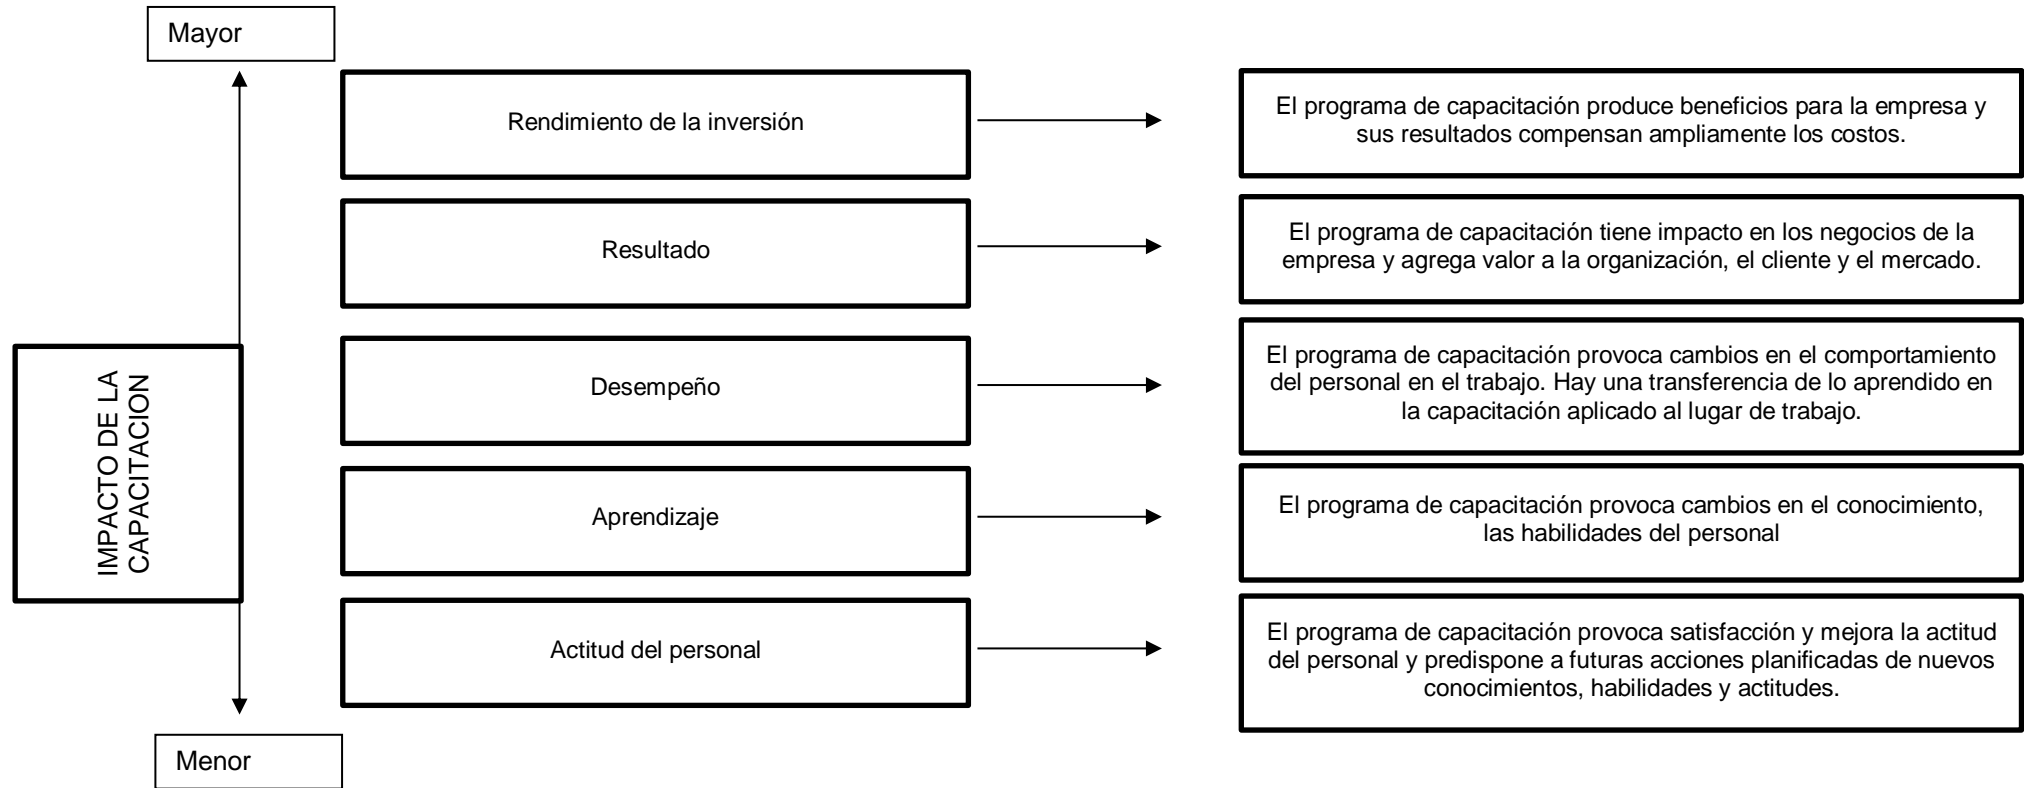 Mayor
Rendimiento de la inversión
El programa de capacitación produce beneficios para la empresa y
sus resultados compensan ampliamente los costos.
Resultado
El programa de capacitación tiene impacto en los negocios de la
empresa y agrega valor a la organización, el cliente y el mercado.
IMPACTO DE LA
CAPACITACION
Desempeño
El programa de capacitación provoca cambios en el comportamiento
del personal en el trabajo. Hay una transferencia de lo aprendido en
la capacitación aplicado al lugar de trabajo.
Aprendizaje
El programa de capacitación provoca cambios en el conocimiento,
las habilidades del personal
Actitud del personal
El programa de capacitación provoca satisfacción y mejora la actitud
del personal y predispone a futuras acciones planificadas de nuevos
conocimientos, habilidades y actitudes.
Menor